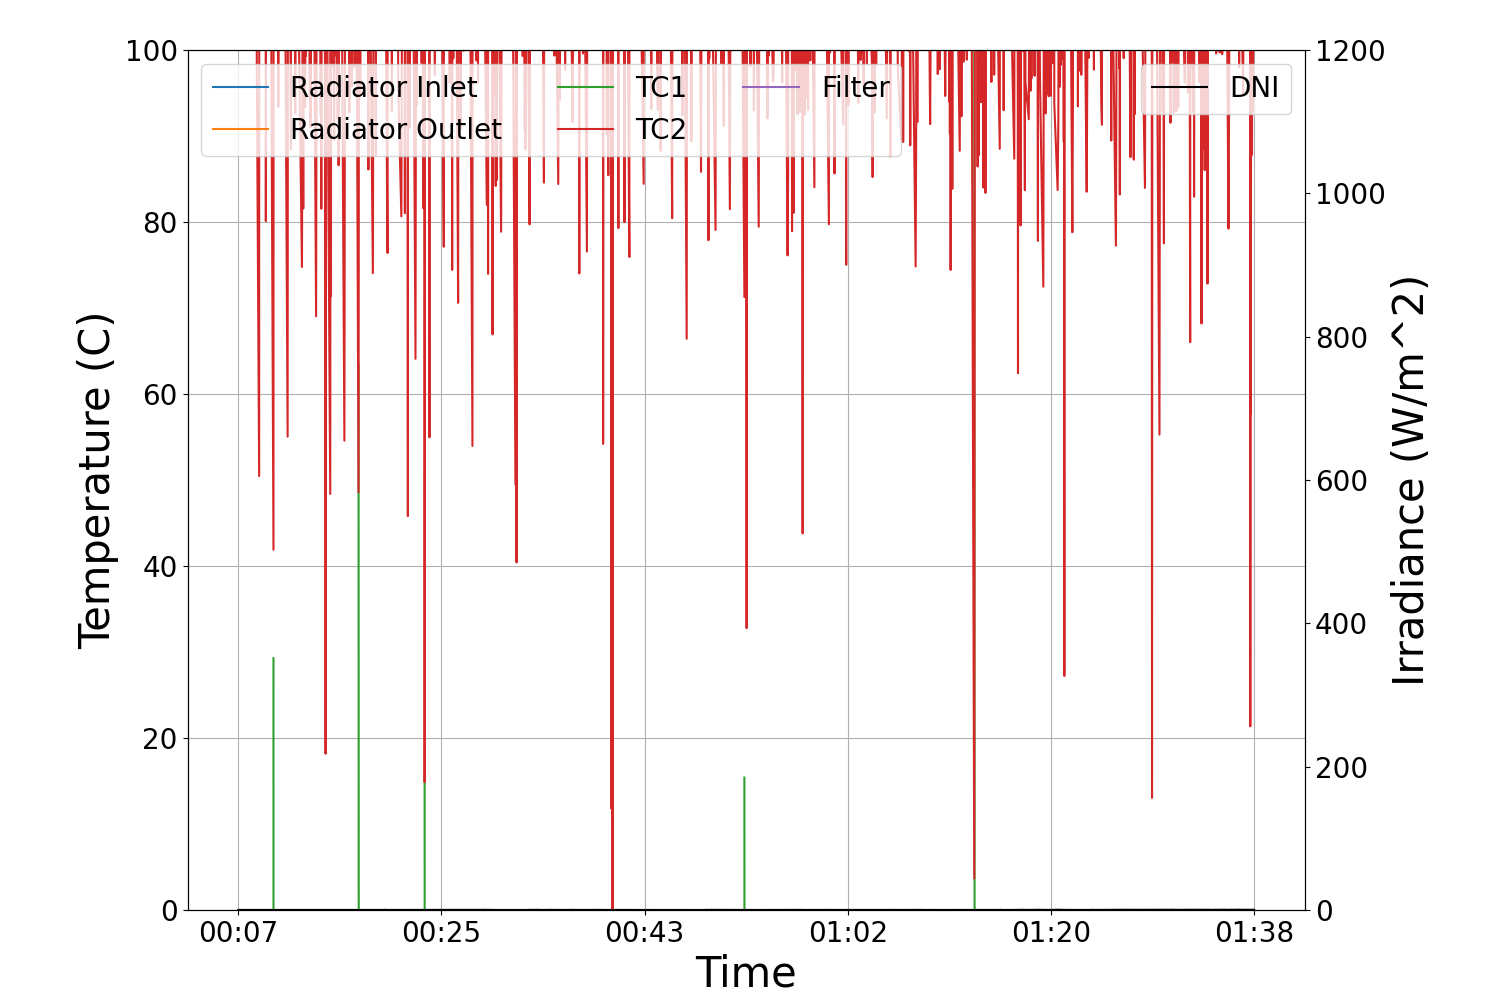 100
80
60
40
20
0
Temperature (C)
Radiator Inlet
Radiator Outlet
TC1
TC2
Filter
DNI
1200
1000
800
600
400
200
0
Irradiance (W/m^2)
00:07
00:25
00:43
01:02
01:20
01:38
Time